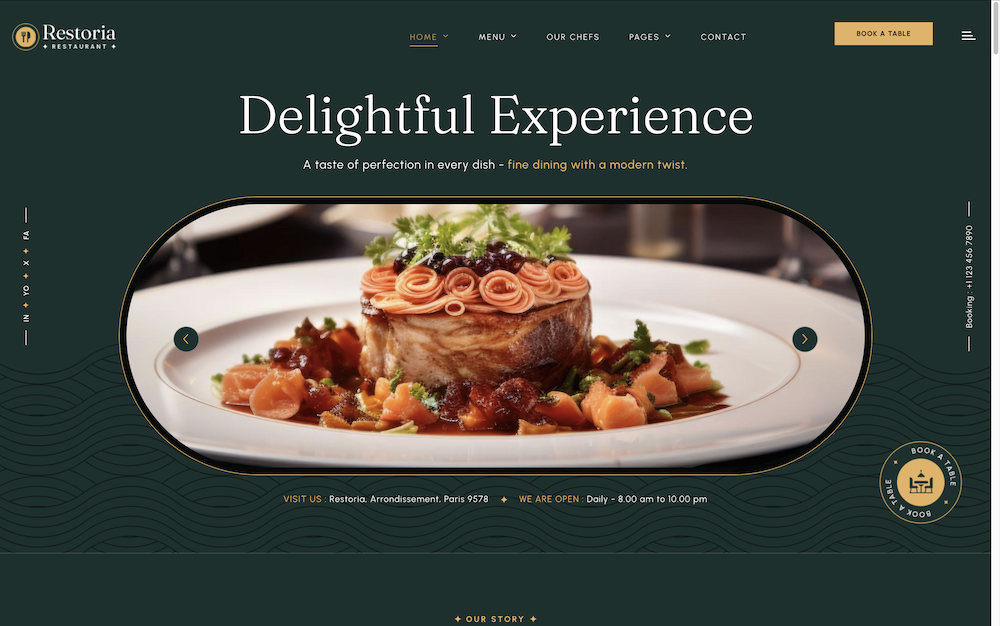 Restoria
RESTAURANT
HOME
MENU
OUR CHEFS
PAGES
CONTACT
BOOK A TABLE
Delightful Experience
A taste of perfection in every dish - fine dining with a modern twist.
IN ✦ YO ✦ X ✦ FA
Booking : +1 123 456 7890
VISIT US : Restoria, Arrondissement, Paris 9578 ✦ WE ARE OPEN : Daily - 8.00 am to 10.00 pm
BOOK A TABLE
BOOK A TABLE
BOOK A TABLE
✦ OUR STORY ✦